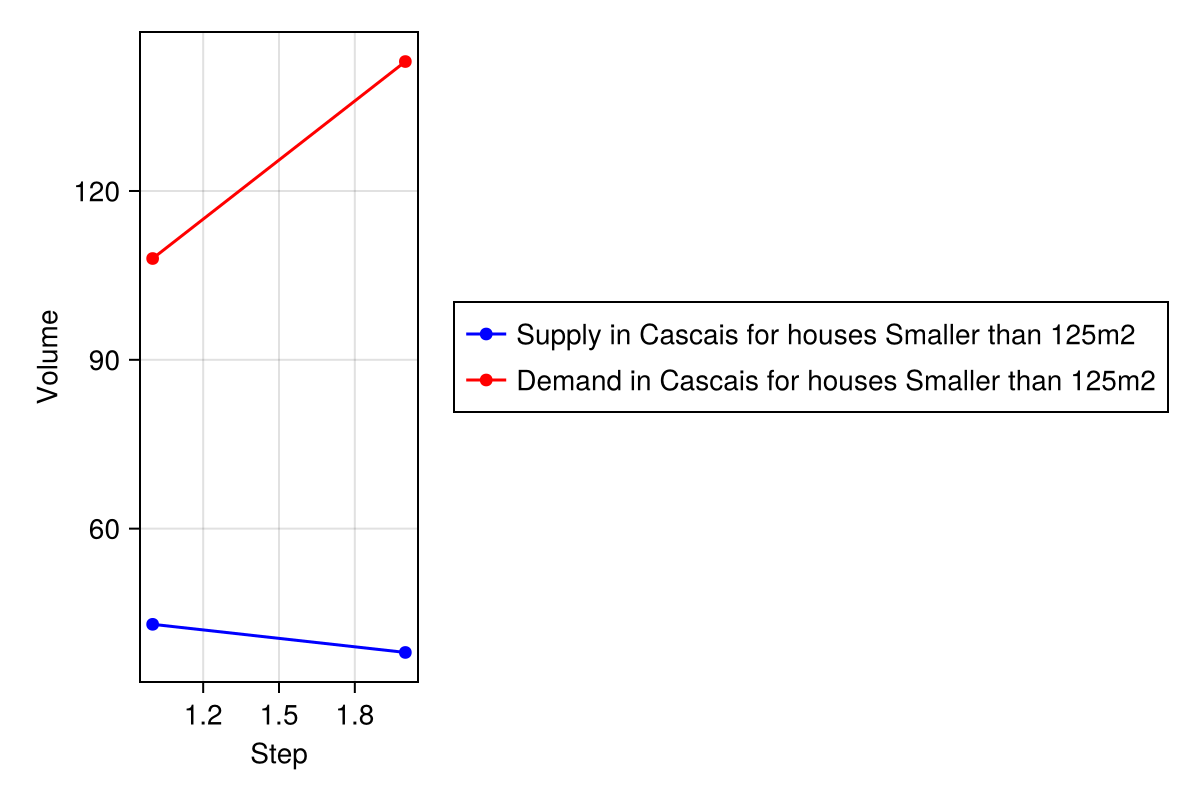 120
90
60
Volume
1.2 1.5 1.8
Step
Supply in Cascais for houses Smaller than 125m2
Demand in Cascais for houses Smaller than 125m2